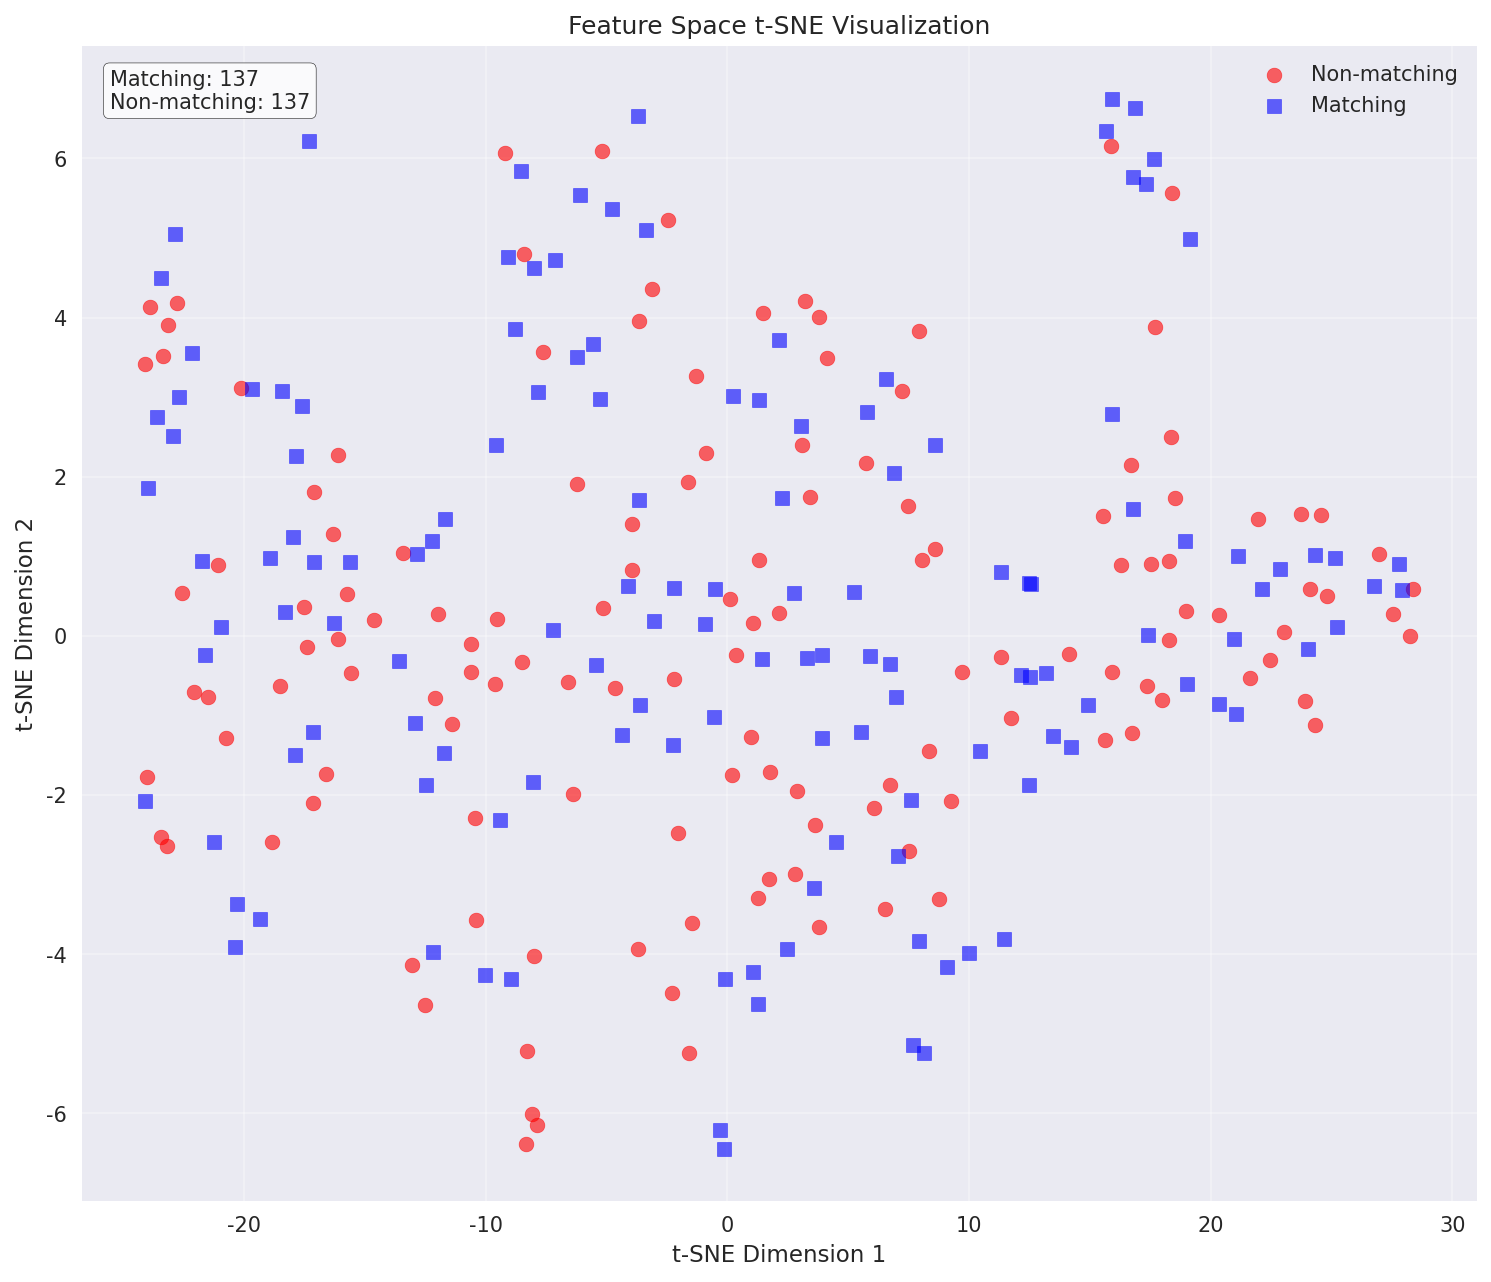 Feature Space t-SNE Visualization
Matching: 137
Non-matching: 137
Non-matching
Matching
6
4
2
0
-2
-4
-6
t-SNE Dimension 2
-20
-10
0
10
20
30
t-SNE Dimension 1